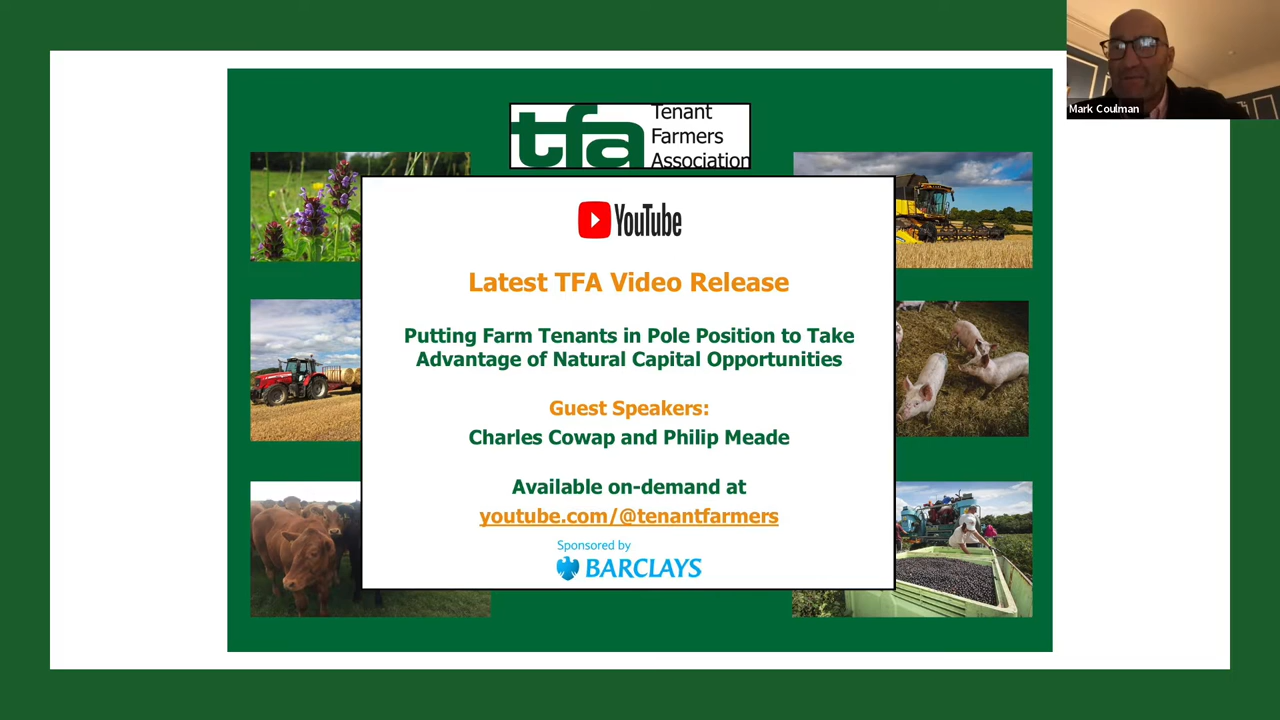 Mark Coulman
tfa
Tenant
Farmers
Association
YouTube
Latest TFA Video Release
Putting Farm Tenants in Pole Position to Take
Advantage of Natural Capital Opportunities
Guest Speakers:
Charles Cowap and Philip Meade
Available on-demand at
youtube.com/@tenantfarmers
Sponsored by
BARCLAYS